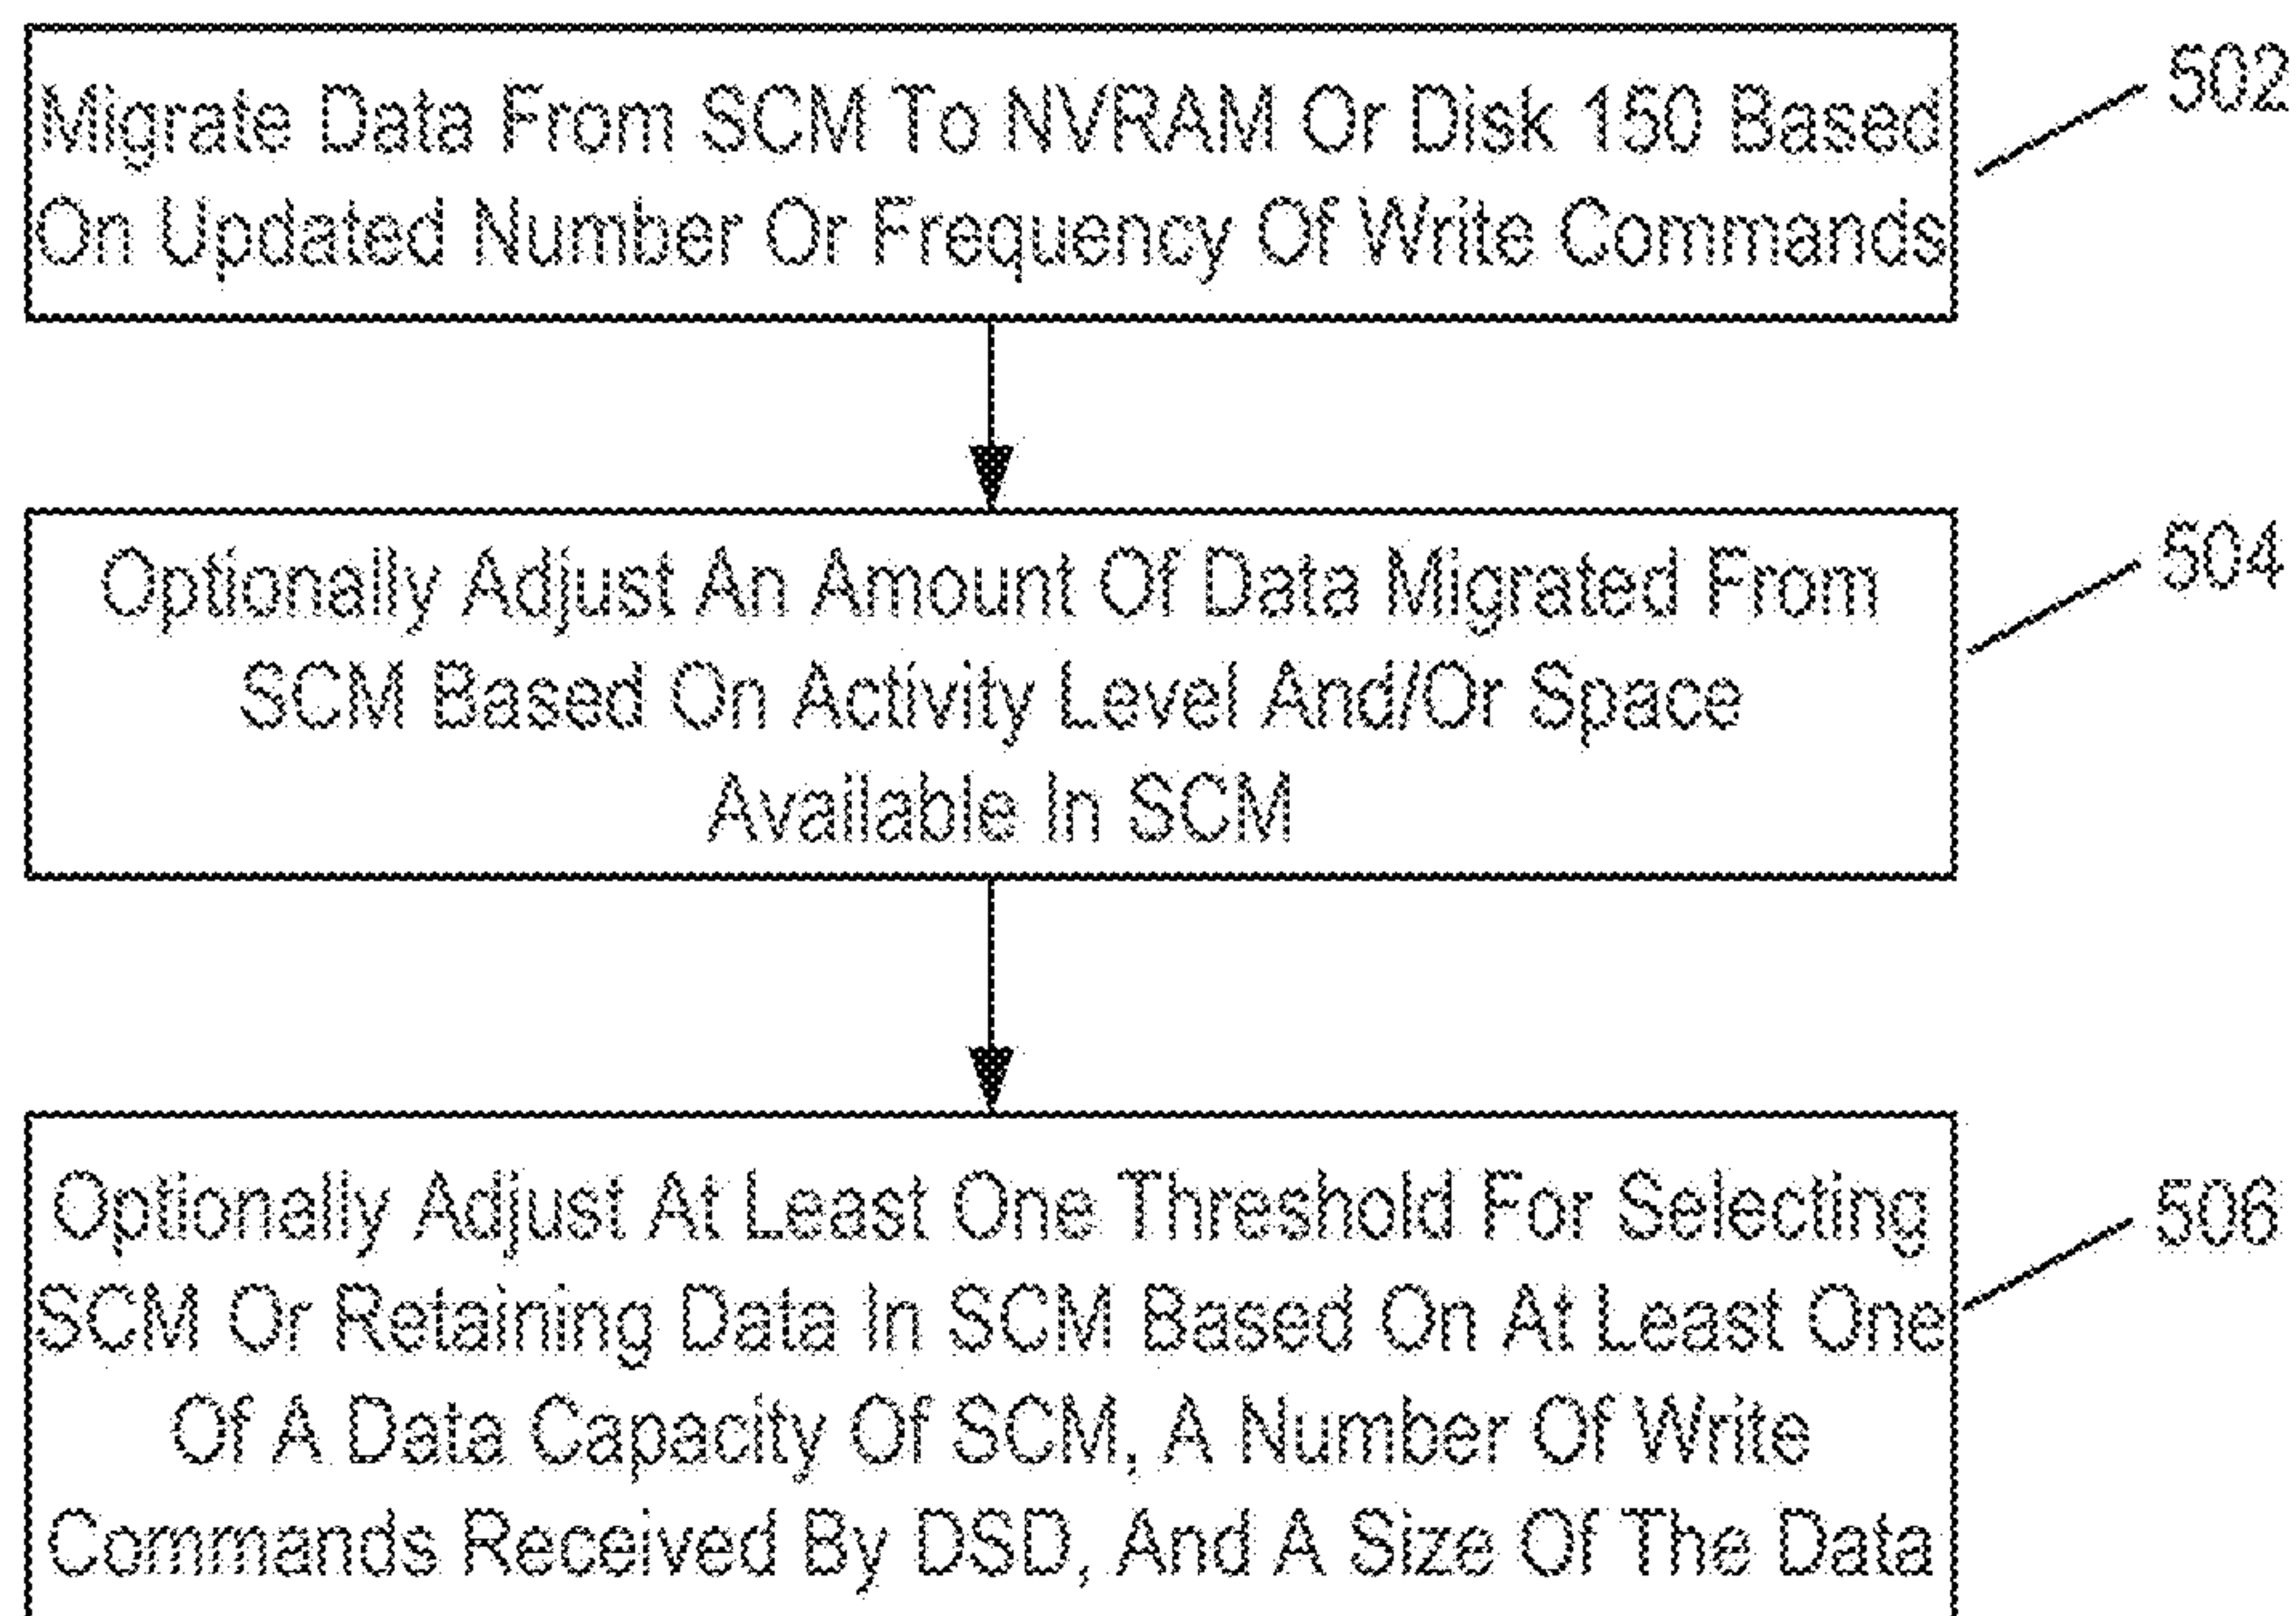 Migrate Data From SCM To NVRAM Or Disk 150 Based
On Updated Number Or Frequency Of Write Commands
502
Optionally Adjust An Amount Of Data Migrated From
SCM Based On Activity Level And/Or Space
Available In SCM
504
Optionally Adjust At Least One Threshold For Selecting
SCM Or Retaining Data In SCM Based On At Least One
Of A Data Capacity Of SCM, A Number Of Write
Commands Received By DSD, And A Size Of The Data
506